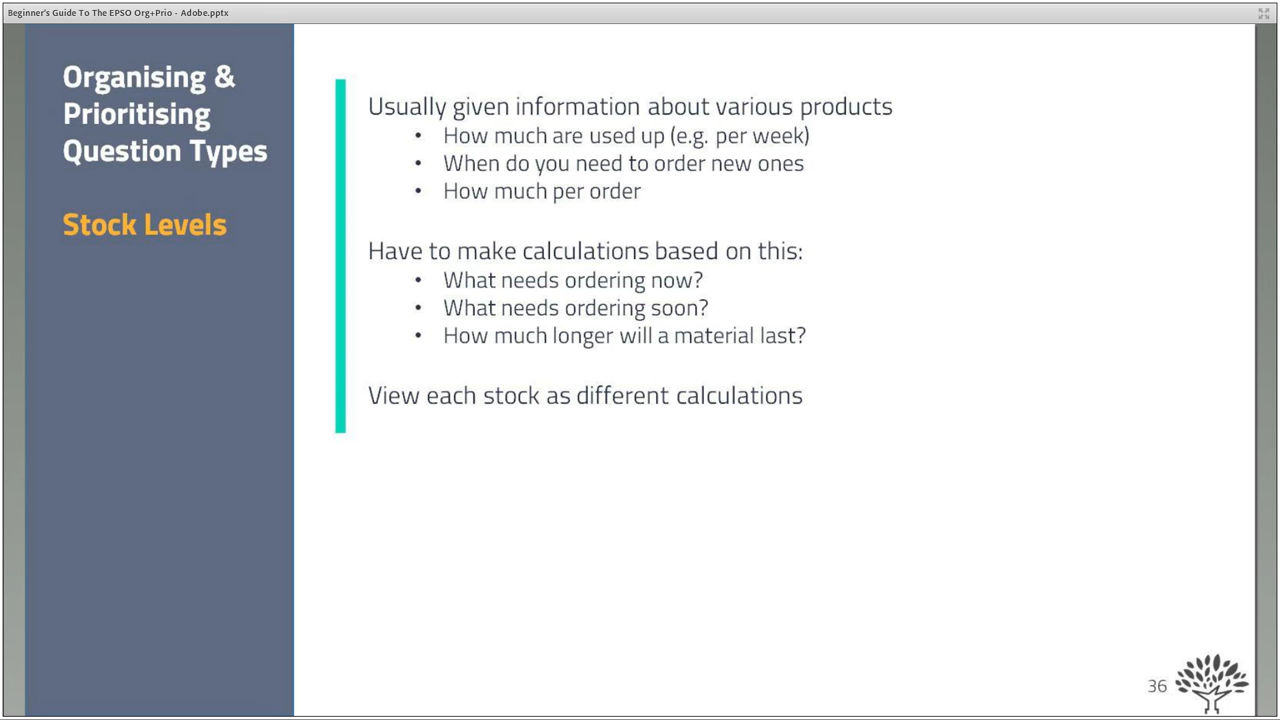 Beginner's Guide To The EPSO Org+Prio - Adobe.pptx
Organising &
Prioritising
Question Types
Stock Levels
Usually given information about various products
• How much are used up (e.g. per week)
• When do you need to order new ones
• How much per order
Have to make calculations based on this:
• What needs ordering now?
• What needs ordering soon?
• How much longer will a material last?
View each stock as different calculations
36